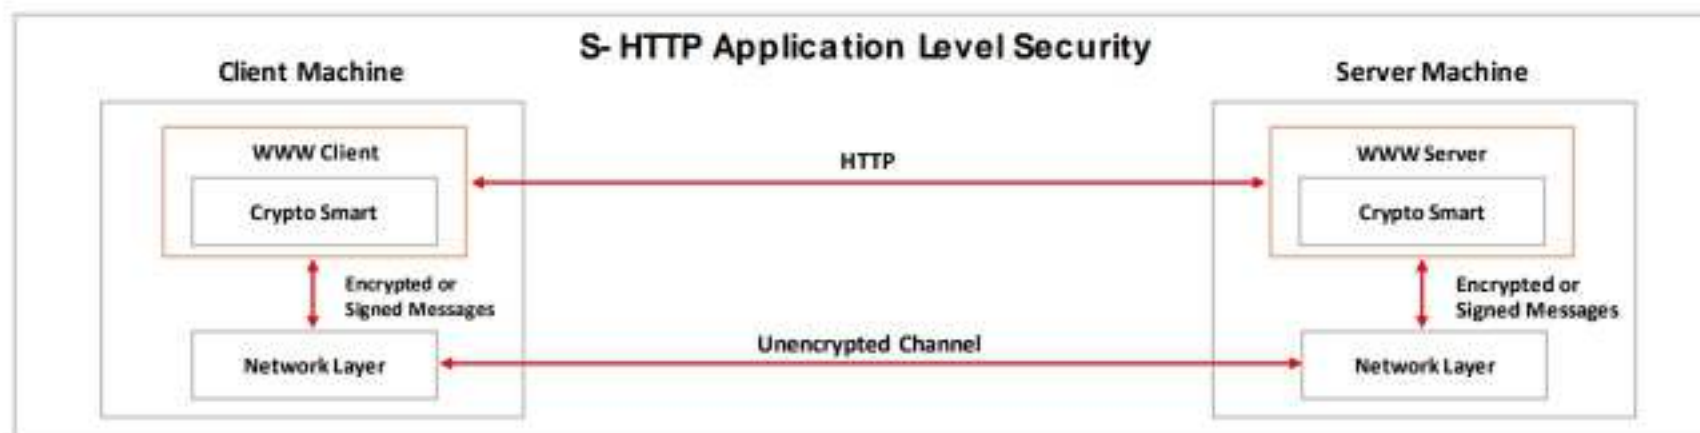 S- HTTP Application Level Security
Client Machine
Server Machine
WWW Client
HTTP
WWW Server
Crypto Smart
Crypto Smart
Encrypted or
Signed Messages
Encrypted or
Signed Messages
Unencrypted Channel
Network Layer
Network Layer